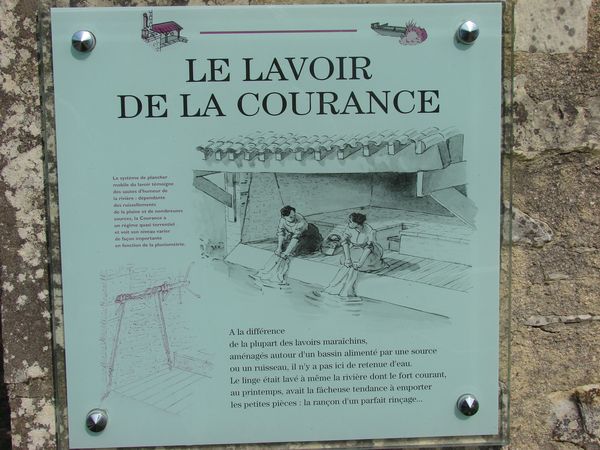 LE LAVOIR
DE LA COURANCE
Le système de plancher
mobile du lavoir témoigne
des sautes d'humeur de
la rivière : dépendante
des ruissellements
de la plaine et de nombreuses
sources, la Courance a
un régime quasi torrentiel
et voit son niveau varier
de façon importante
en fonction de la pluviométrie.
A la différence
de la plupart des lavoirs maraîchins,
aménagés autour d'un bassin alimenté par une source
ou un ruisseau, il n'y a pas ici de retenue d'eau.
Le linge était lavé à même la rivière dont le fort courant,
au printemps, avait la fâcheuse tendance à emporter
les petites pièces : la rançon d'un parfait rinçage...